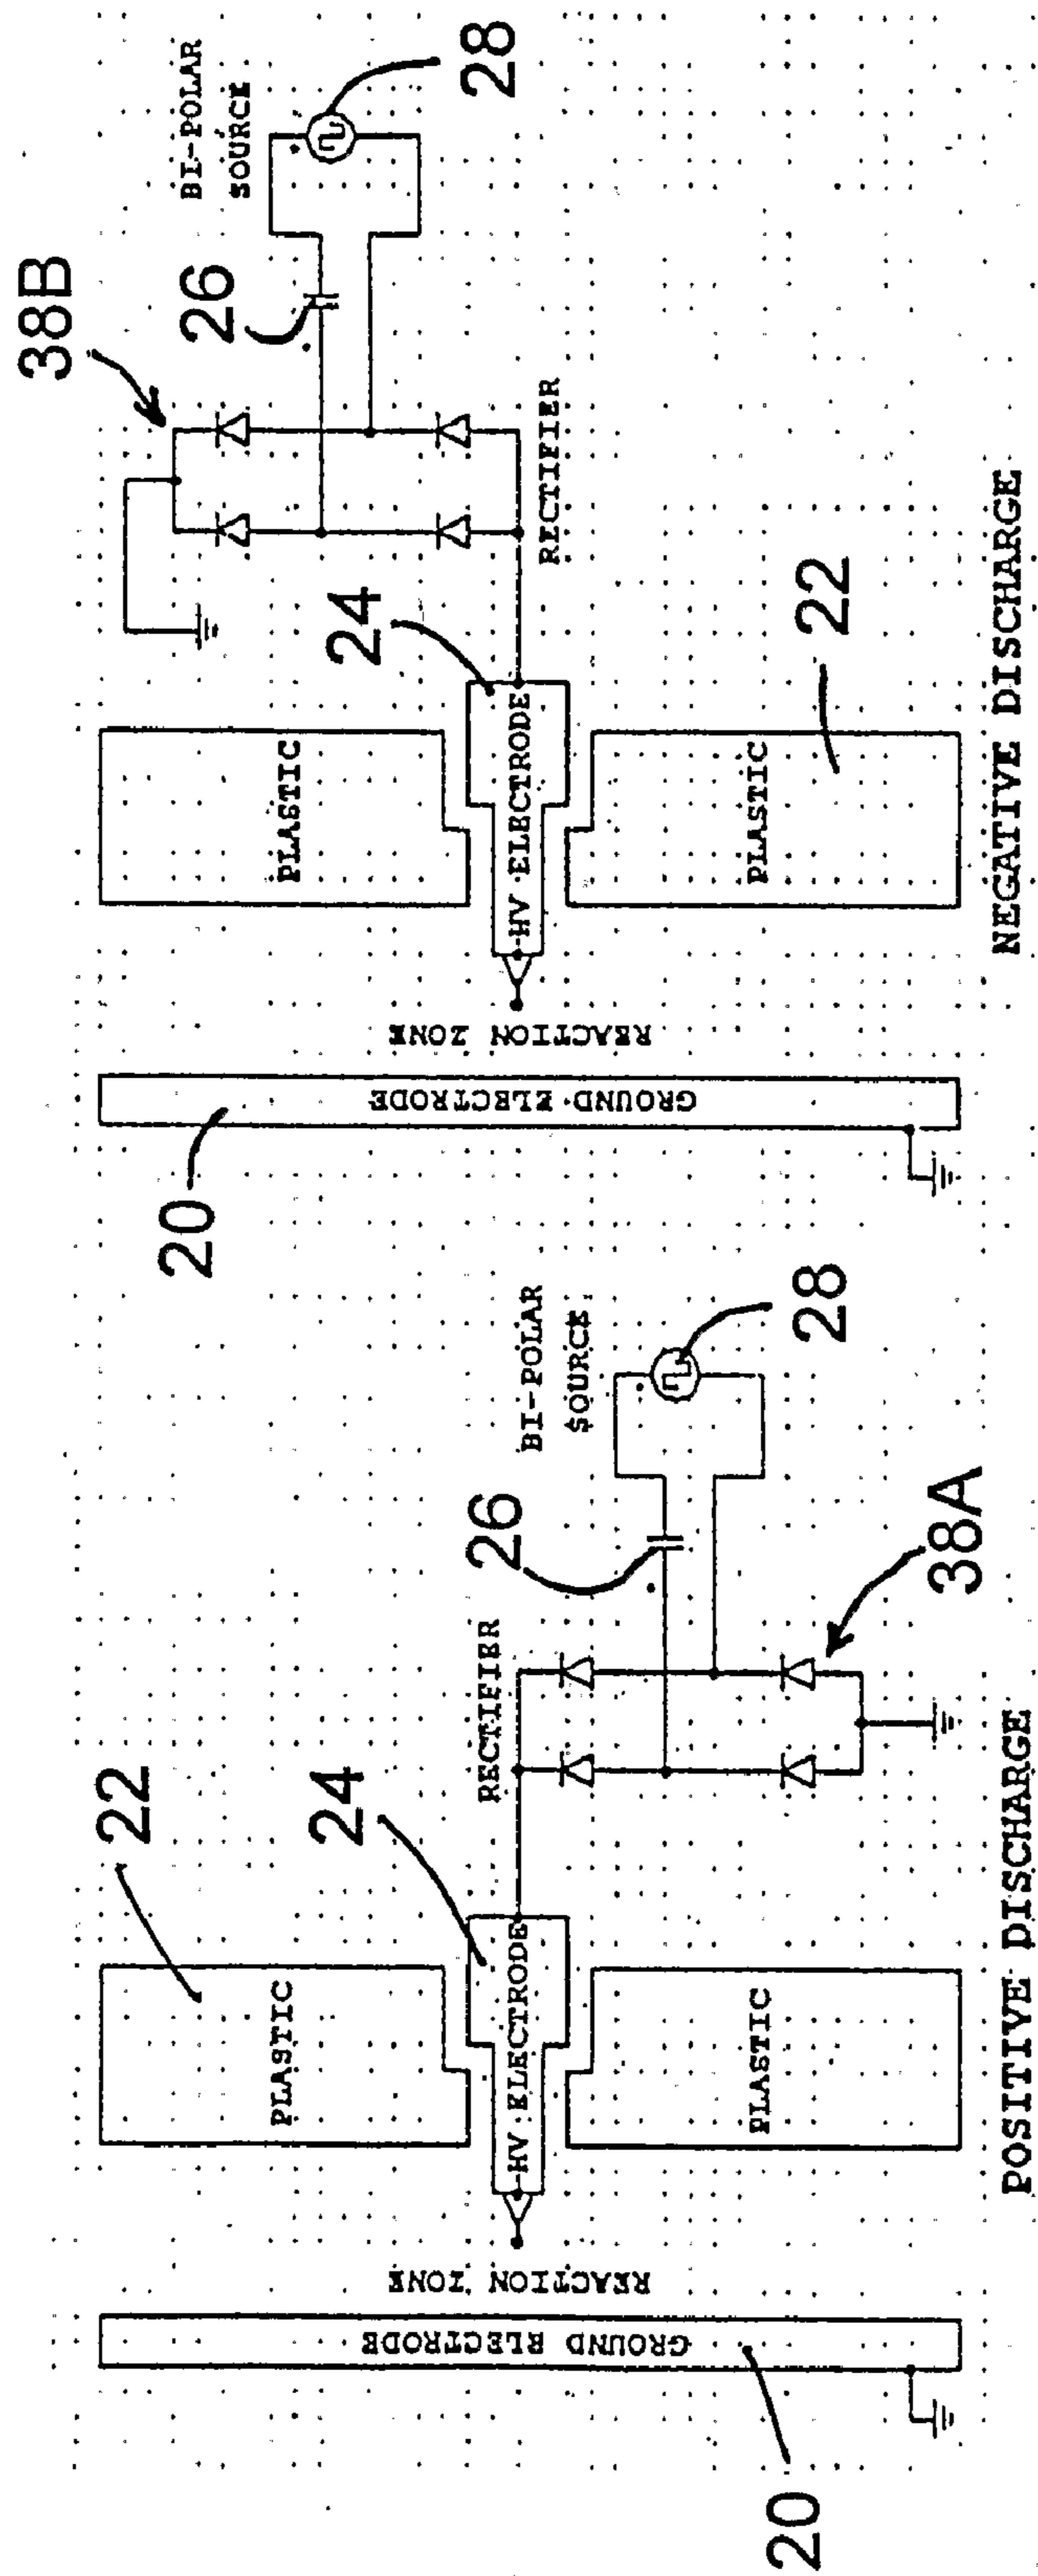 22
24
PLASTIC
HV ELECTRODE
PLASTIC
REACTION ZONE
GROUND ELECTRODE
20
RECTIFIER
26
BI-POLAR
SOURCE
28
38A
POSITIVE DISCHARGE
20
GROUND ELECTRODE
REACTION ZONE
PLASTIC
HV ELECTRODE
PLASTIC
24
22
38B
26
BI-POLAR
SOURCE
28
RECTIFIER
NEGATIVE DISCHARGE